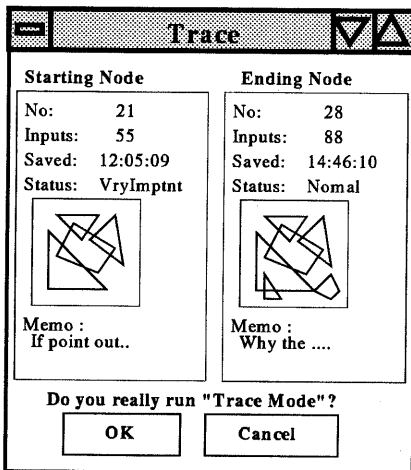 Trace
Starting Node
No: 21
Inputs: 55
Saved: 12:05:09
Status: VryImptnt
Memo :
If point out..
Ending Node
No: 28
Inputs: 88
Saved: 14:46:10
Status: Nomal
Memo :
Why the ....
Do you really run "Trace Mode"?
OK
Cancel